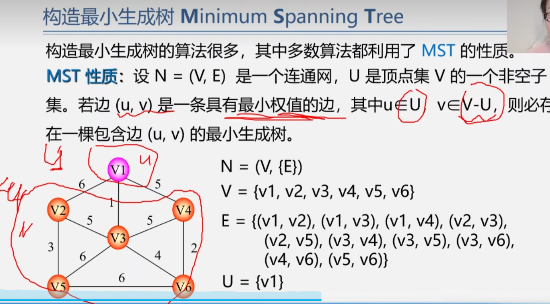 构造最小生成树 Minimum Spanning Tree
构造最小生成树的算法很多，其中多数算法都利用了 MST 的性质。
MST 性质：设 N = (V, E) 是一个连通网，U 是顶点集 V 的一个非空子
集。若边 (u, v) 是一条具有最小权值的边，其中u∈U, v∈V-U，则必存
在一棵包含边 (u, v) 的最小生成树。
U
u
V1
N = (V, {E})
6
5
1
V = {v1, v2, v3, v4, v5, v6}
V2
V4
5
5
E = {(v1, v2), (v1, v3), (v1, v4), (v2, v3),
V3
(v2, v5), (v3, v4), (v3, v5), (v3, v6),
3
2
6
4
(v4, v6), (v5, v6)}
6
V5
V6
U = {v1}